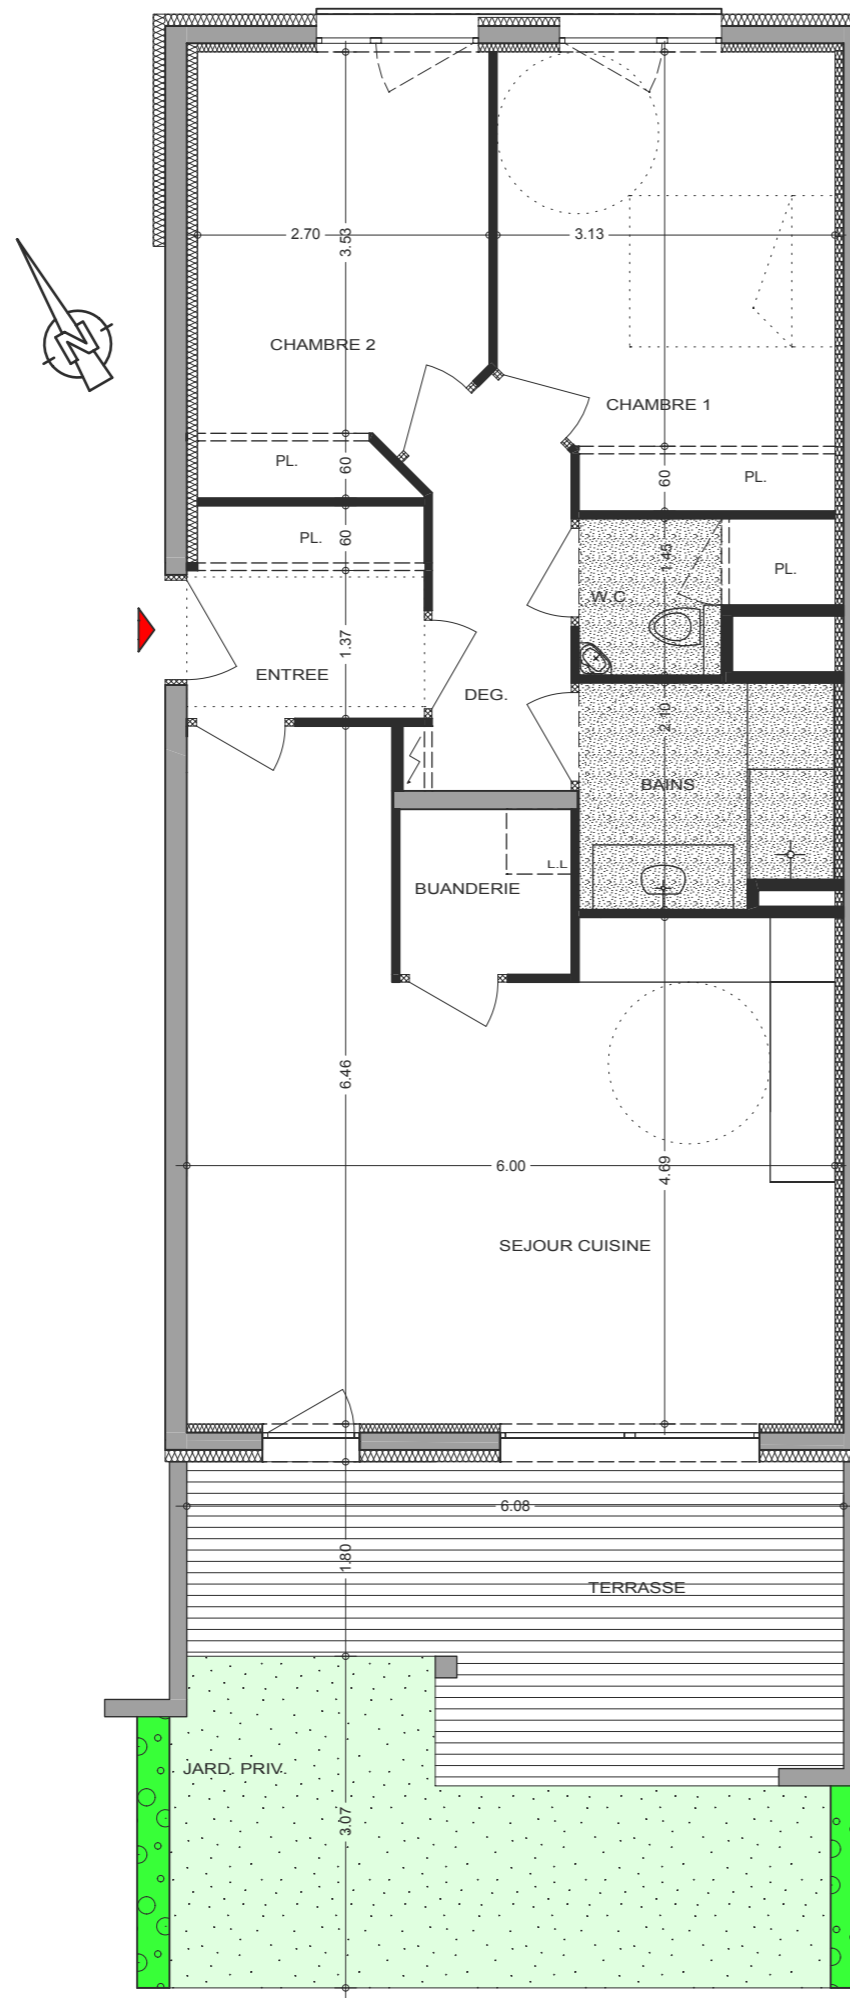 2.70
3.53
3.13
N
CHAMBRE 2
CHAMBRE 1
PL.
60
60
PL.
PL.
60
1.45
PL.
W.C.
1.37
ENTREE
DEG.
2.10
BAINS
L.L
BUANDERIE
6.46
6.00
4.69
SEJOUR CUISINE
6.08
1.80
TERRASSE
JARD. PRIV.
3.07